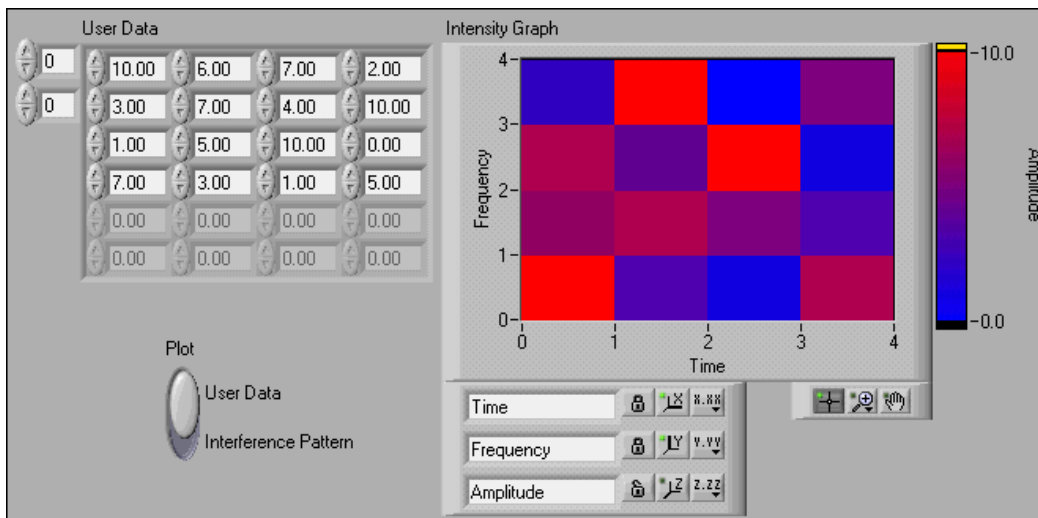 User Data
0
0
10.00 6.00 7.00 2.00
3.00 7.00 4.00 10.00
1.00 5.00 10.00 0.00
7.00 3.00 1.00 5.00
0.00 0.00 0.00 0.00
0.00 0.00 0.00 0.00
Plot
User Data
Interference Pattern
Intensity Graph
Frequency
4
3
2
1
0
0 1 2 3 4
Time
10.0
0.0
Amplitude
Time X X.XX
Frequency Y Y.YY
Amplitude Z Z.ZZ